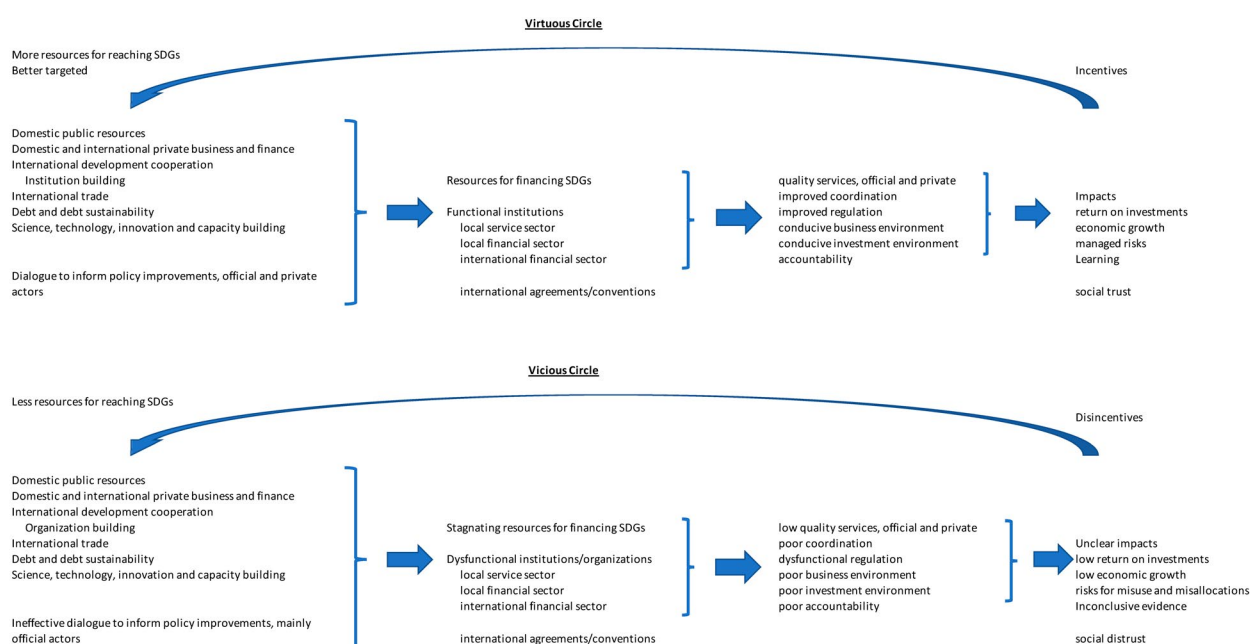 Virtuous Circle
More resources for reaching SDGs
Better targeted
Incentives
Domestic public resources
Domestic and international private business and finance
International development cooperation
Institution building
International trade
Debt and debt sustainability
Science, technology, innovation and capacity building
Dialogue to inform policy improvements, official and private
actors
Resources for financing SDGs
Functional institutions
local service sector
local financial sector
international financial sector
international agreements/conventions
quality services, official and private
improved coordination
improved regulation
conducive business environment
conducive investment environment
accountability
Impacts
return on investments
economic growth
managed risks
Learning
social trust
Vicious Circle
Less resources for reaching SDGs
Disincentives
Domestic public resources
Domestic and international private business and finance
International development cooperation
Organization building
International trade
Debt and debt sustainability
Science, technology, innovation and capacity building
Ineffective dialogue to inform policy improvements, mainly
official actors
Stagnating resources for financing SDGs
Dysfunctional institutions/organizations
local service sector
local financial sector
international financial sector
international agreements/conventions
low quality services, official and private
poor coordination
dysfunctional regulation
poor business environment
poor investment environment
poor accountability
Unclear impacts
low return on investments
low economic growth
risks for misuse and misallocations
Inconclusive evidence
social distrust